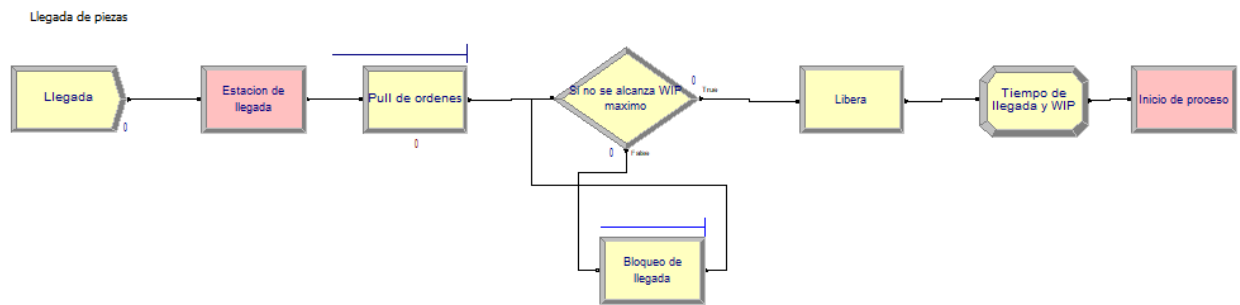 Llegada de piezas
Llegada
0
Estacion de
llegada
Pull de ordenes
0
Si no se alcanza WIP
maximo
0
True
0
False
Libera
Tiempo de
llegada y WIP
Inicio de proceso
Bloqueo de
llegada